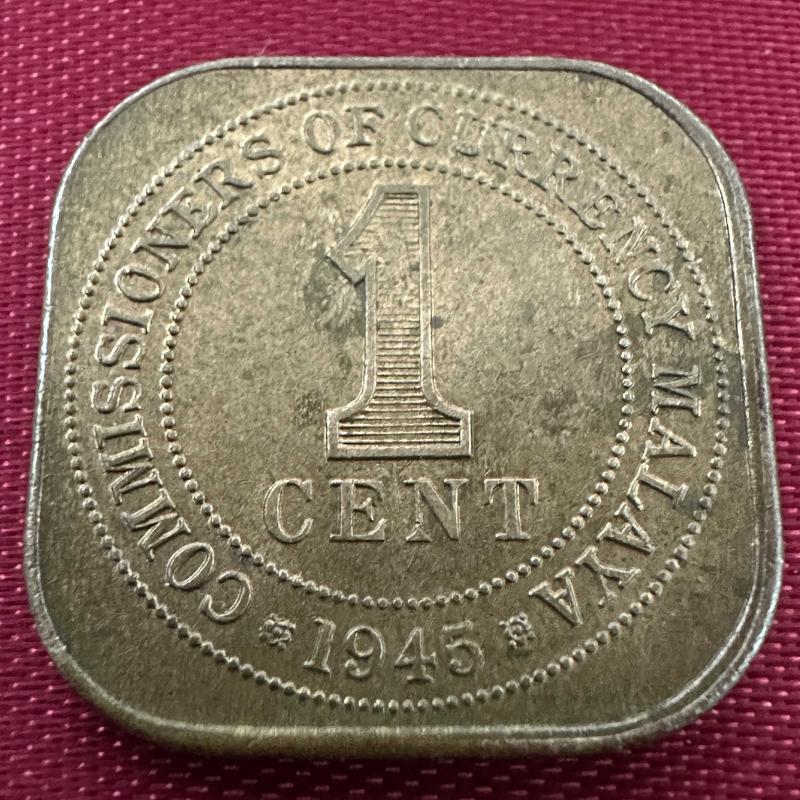 COMMISSIONERS OF CURRENCY MALAYA
1
CENT
1945